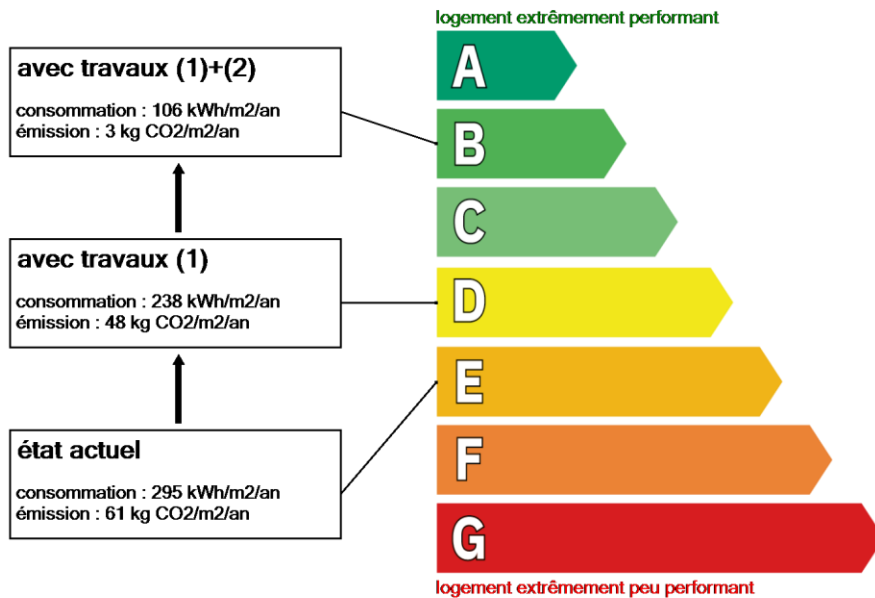 logement extrêmement performant
avec travaux (1)+(2)
consommation : 106 kWh/m2/an
émission : 3 kg CO2/m2/an
avec travaux (1)
consommation : 238 kWh/m2/an
émission : 48 kg CO2/m2/an
état actuel
consommation : 295 kWh/m2/an
émission : 61 kg CO2/m2/an
A
B
C
D
E
F
G
logement extrêmement peu performant